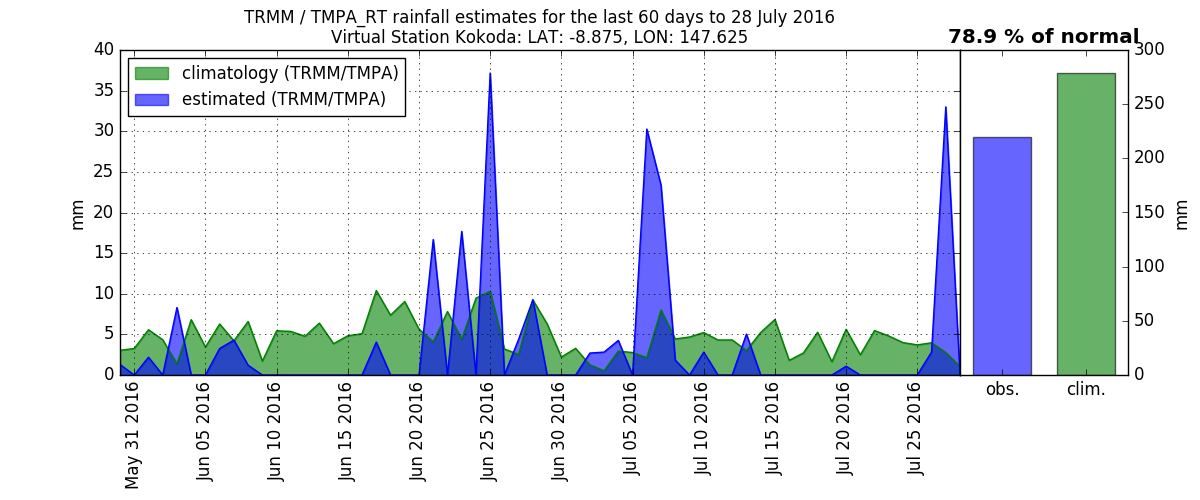 TRMM / TMPA_RT rainfall estimates for the last 60 days to 28 July 2016
Virtual Station Kokoda: LAT: -8.875, LON: 147.625
78.9 % of normal
climatology (TRMM/TMPA)
estimated (TRMM/TMPA)
40
35
30
25
20
15
10
5
0
mm
300
250
200
150
100
50
0
mm
May 31 2016
Jun 05 2016
Jun 10 2016
Jun 15 2016
Jun 20 2016
Jun 25 2016
Jun 30 2016
Jul 05 2016
Jul 10 2016
Jul 15 2016
Jul 20 2016
Jul 25 2016
obs.
clim.